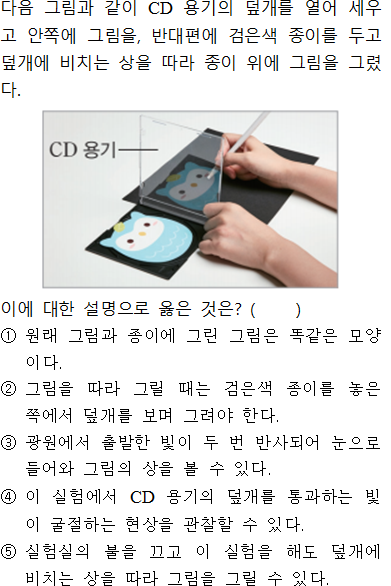 다음 그림과 같이 CD 용기의 덮개를 열어 세우
고 안쪽에 그림을, 반대편에 검은색 종이를 두고
덮개에 비치는 상을 따라 종이 위에 그림을 그렸
다.
CD 용기
이에 대한 설명으로 옳은 것은? (      )
① 원래 그림과 종이에 그린 그림은 똑같은 모양
이다.
② 그림을 따라 그릴 때는 검은색 종이를 놓은
쪽에서 덮개를 보며 그려야 한다.
③ 광원에서 출발한 빛이 두 번 반사되어 눈으로
들어와 그림의 상을 볼 수 있다.
④ 이 실험에서 CD 용기의 덮개를 통과하는 빛
이 굴절하는 현상을 관찰할 수 있다.
⑤ 실험실의 불을 끄고 이 실험을 해도 덮개에
비치는 상을 따라 그림을 그릴 수 있다.